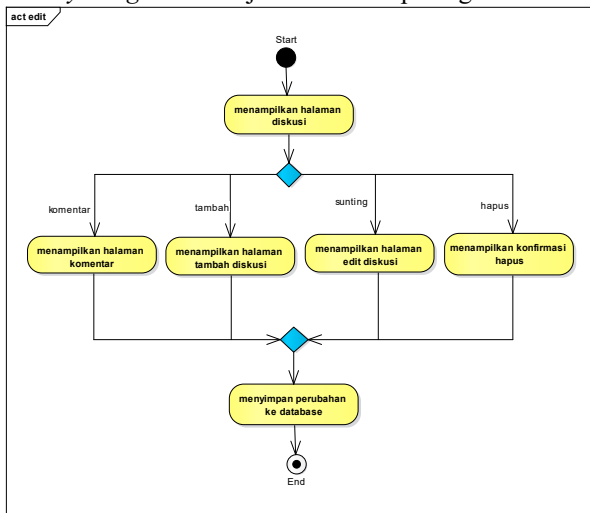 act edit
Start
menampilkan halaman
diskusi
komentar
tambah
sunting
hapus
menampilkan halaman
komentar
menampilkan halaman
tambah diskusi
menampilkan halaman
edit diskusi
menampilkan konfirmasi
hapus
menyimpan perubahan
ke database
End